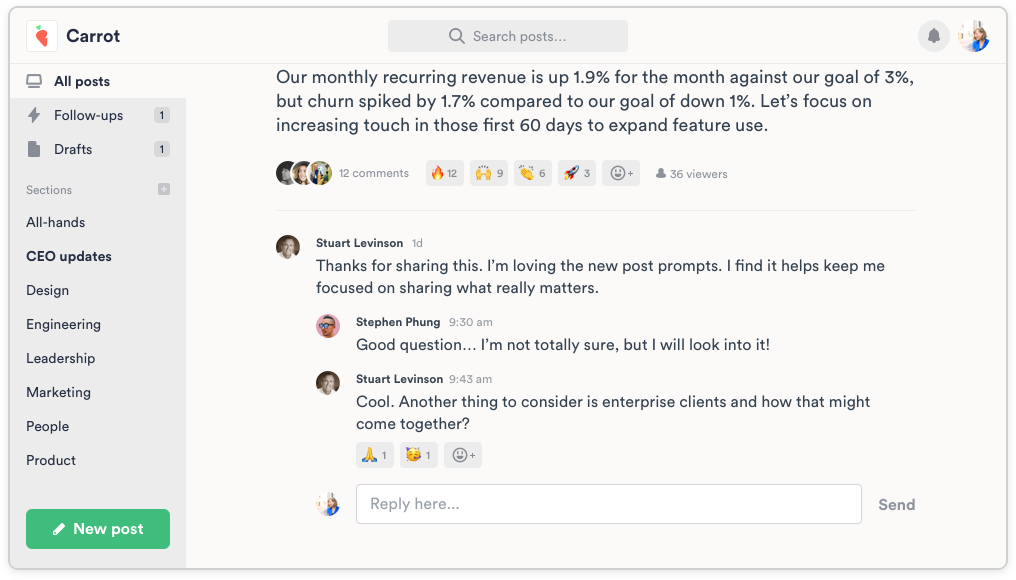 Carrot
Search posts...
All posts
Follow-ups 1
Drafts 1
Sections
All-hands
CEO updates
Design
Engineering
Leadership
Marketing
People
Product
New post
Our monthly recurring revenue is up 1.9% for the month against our goal of 3%,
but churn spiked by 1.7% compared to our goal of down 1%. Let’s focus on
increasing touch in those first 60 days to expand feature use.
12 comments 🔥 12 🙌 9 👏 6 🚀 3 + 36 viewers
Stuart Levinson 1d
Thanks for sharing this. I’m loving the new post prompts. I find it helps keep me
focused on sharing what really matters.
Stephen Phung 9:30 am
Good question… I’m not totally sure, but I will look into it!
Stuart Levinson 9:43 am
Cool. Another thing to consider is enterprise clients and how that might
come together?
🙏 1 🥳 1 +
Reply here... Send